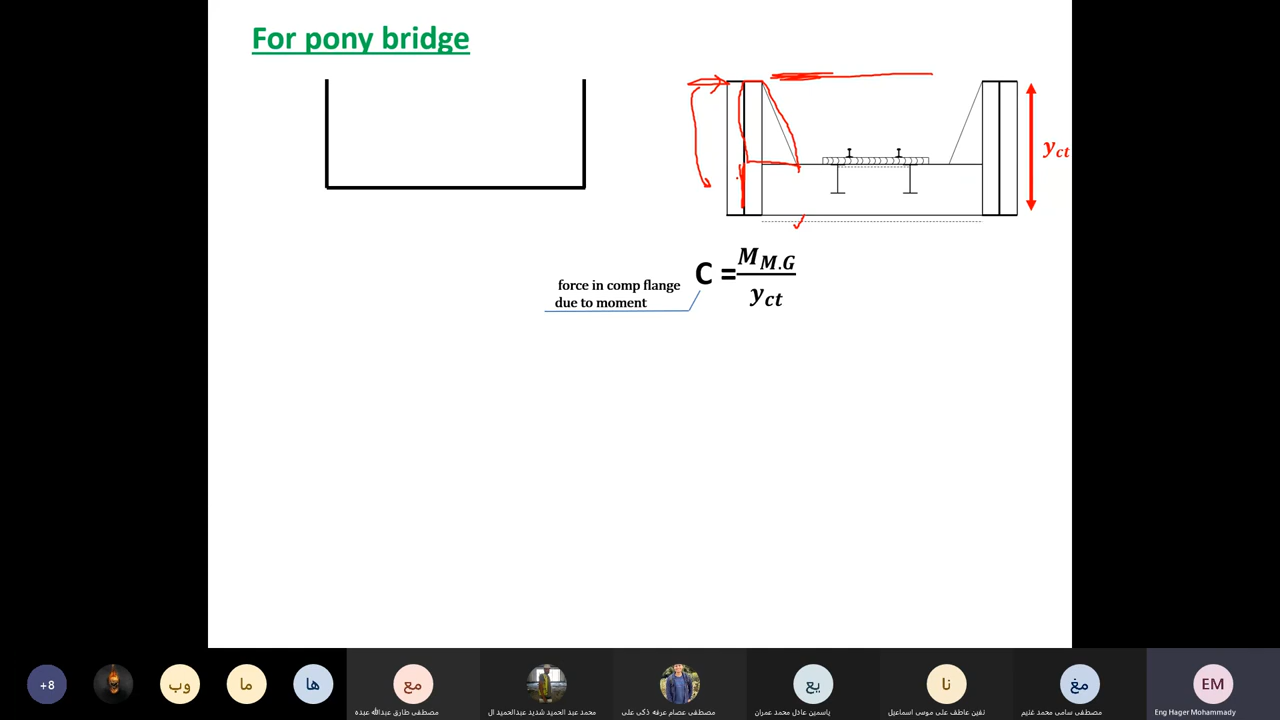 For pony bridge
y_ct
C = M_M.G / y_ct
force in comp flange
due to moment
+8
وب
ما
ها
مع
يع
نا
مغ
EM
مصطفى طارق عبدالله عبده
محمد عبد الحميد شديد عبدالحميد ال
مصطفى عصام عرفه ذكى على
ياسمين عادل محمد عمران
نفين عاطف على موسى اسماعيل
مصطفى سامى محمد غنيم
Eng Hager Mohammady